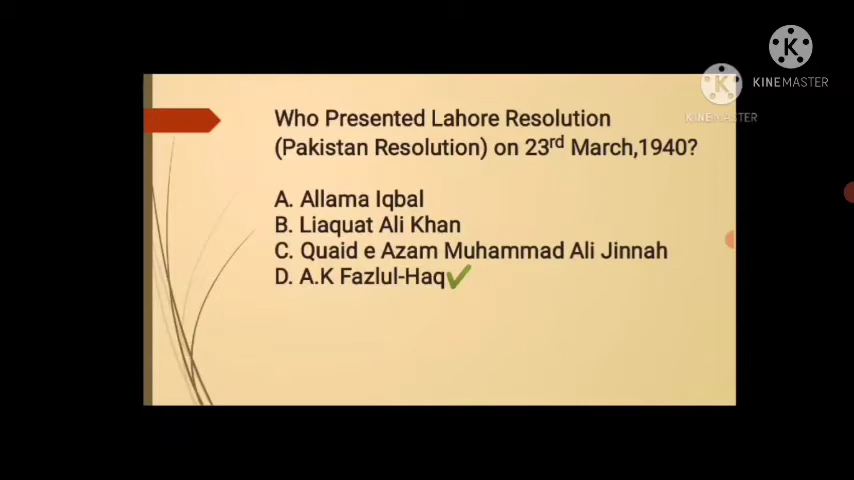 KINEMASTER
KINEMASTER
Who Presented Lahore Resolution
(Pakistan Resolution) on 23rd March,1940?
A. Allama Iqbal
B. Liaquat Ali Khan
C. Quaid e Azam Muhammad Ali Jinnah
D. A.K Fazlul-Haq✔